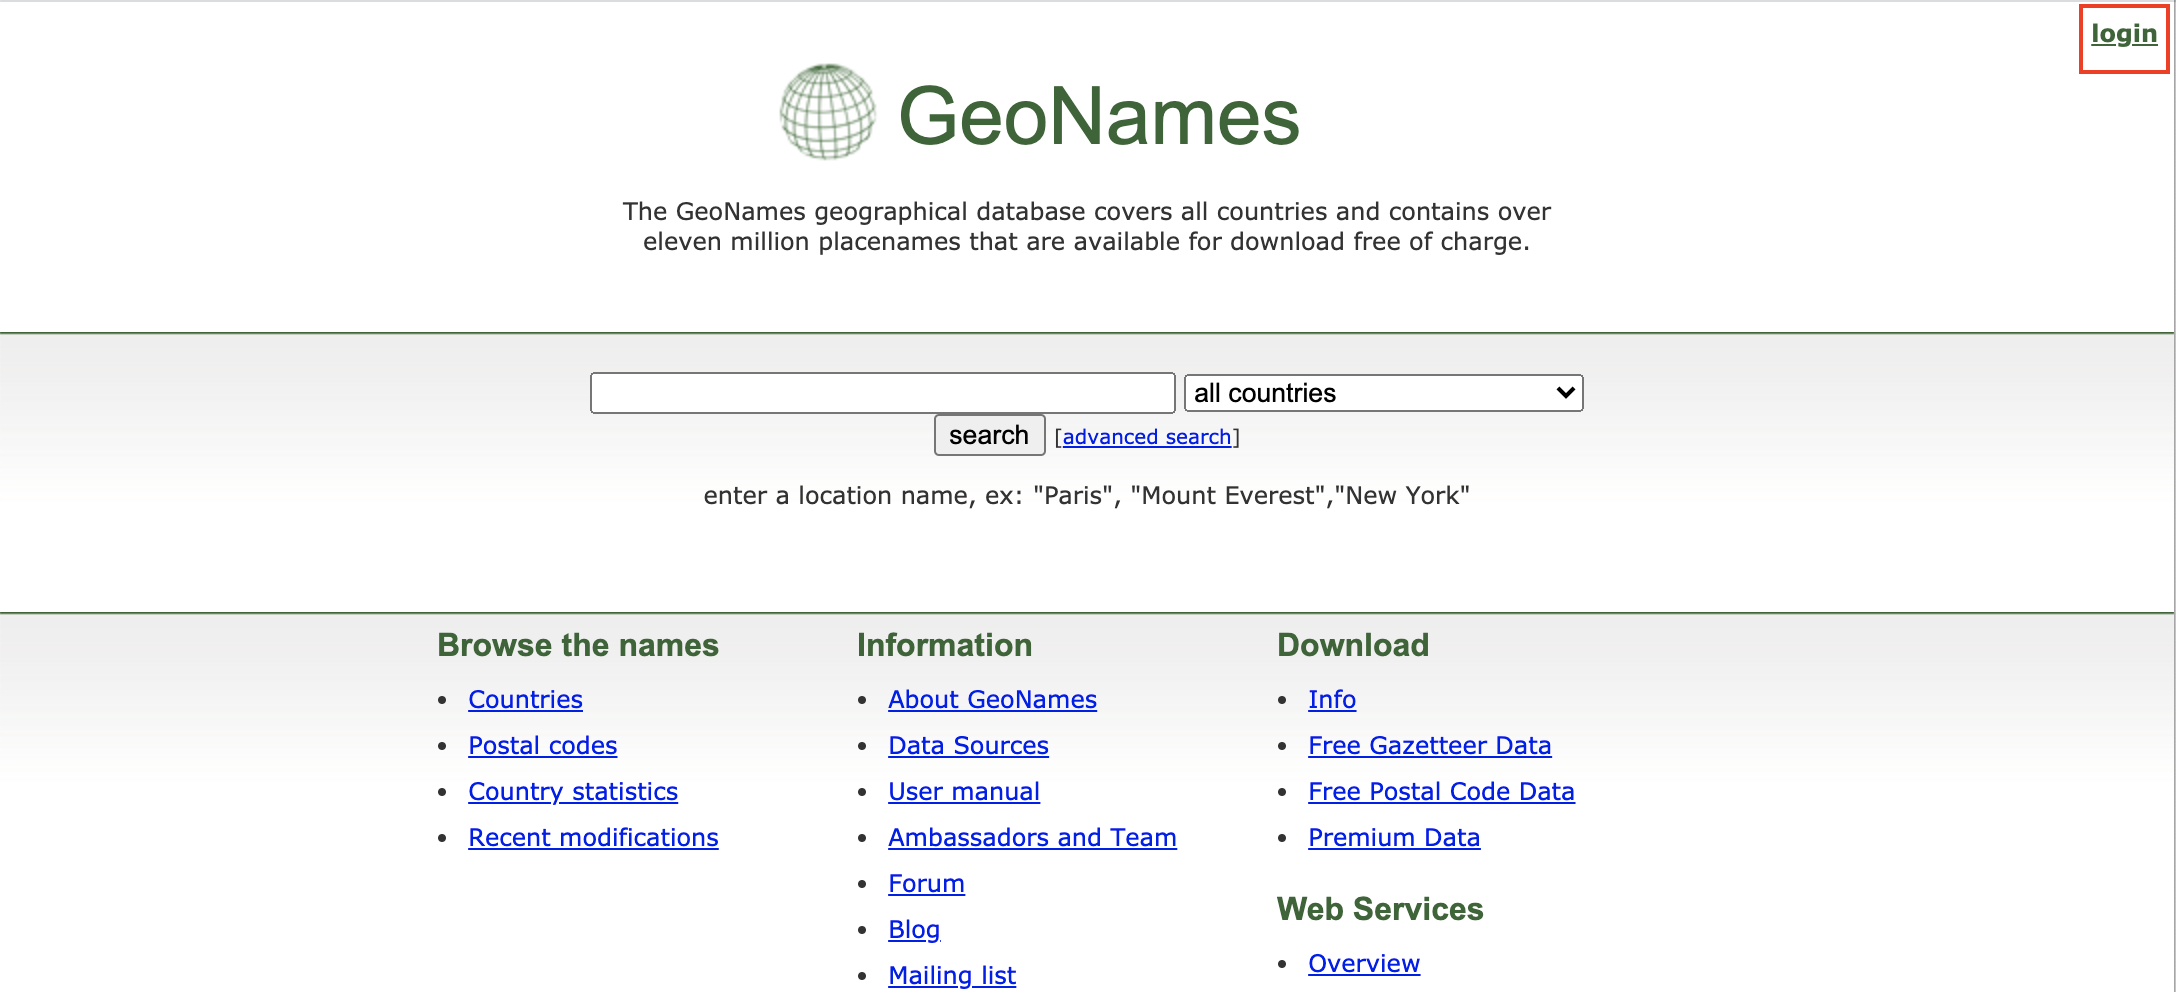 login
GeoNames
The GeoNames geographical database covers all countries and contains over
eleven million placenames that are available for download free of charge.
all countries
search [advanced search]
enter a location name, ex: "Paris", "Mount Everest","New York"
Browse the names
• Countries
• Postal codes
• Country statistics
• Recent modifications
Information
• About GeoNames
• Data Sources
• User manual
• Ambassadors and Team
• Forum
• Blog
• Mailing list
Download
• Info
• Free Gazetteer Data
• Free Postal Code Data
• Premium Data
Web Services
• Overview